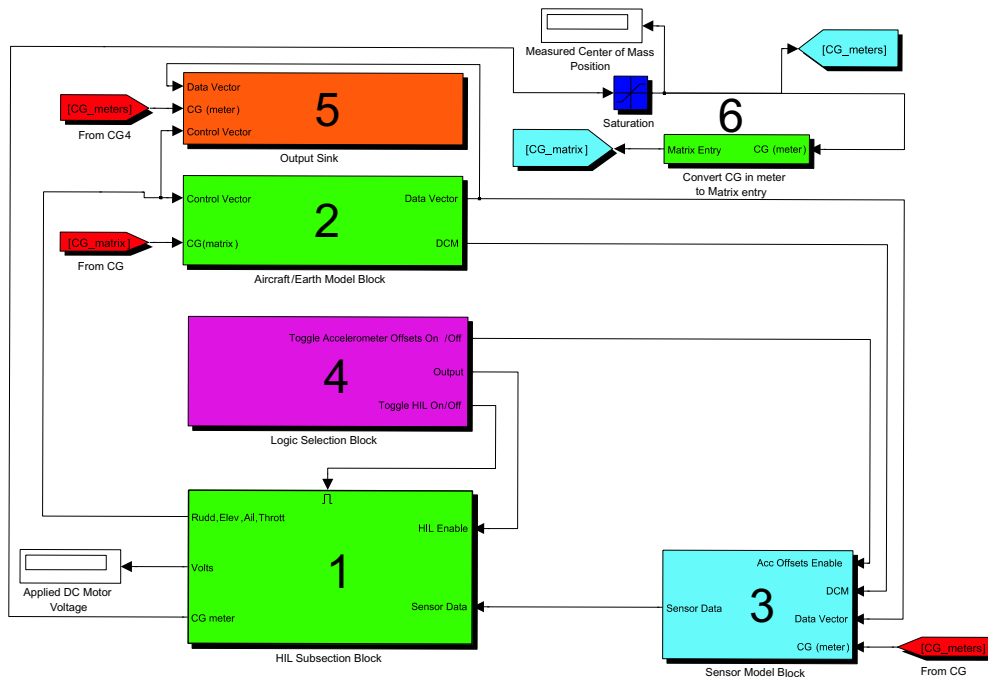 Measured Center of Mass
Position
[CG_meters]
Saturation
Data Vector
CG (meter)
Control Vector
5
Output Sink
[CG_meters]
From CG4
6
[CG_matrix]
Matrix Entry
CG (meter)
Convert CG in meter
to Matrix entry
Control Vector
CG(matrix)
2
Data Vector
DCM
Aircraft/Earth Model Block
[CG_matrix]
From CG
Toggle Accelerometer Offsets On /Off
4
Output
Toggle HIL On/Off
Logic Selection Block
Rudd,Elev,Ail,Thrott
HIL Enable
Volts
1
CG meter
Sensor Data
HIL Subsection Block
Applied DC Motor
Voltage
Acc Offsets Enable
DCM
Sensor Data
3
Data Vector
CG (meter)
Sensor Model Block
[CG_meters]
From CG